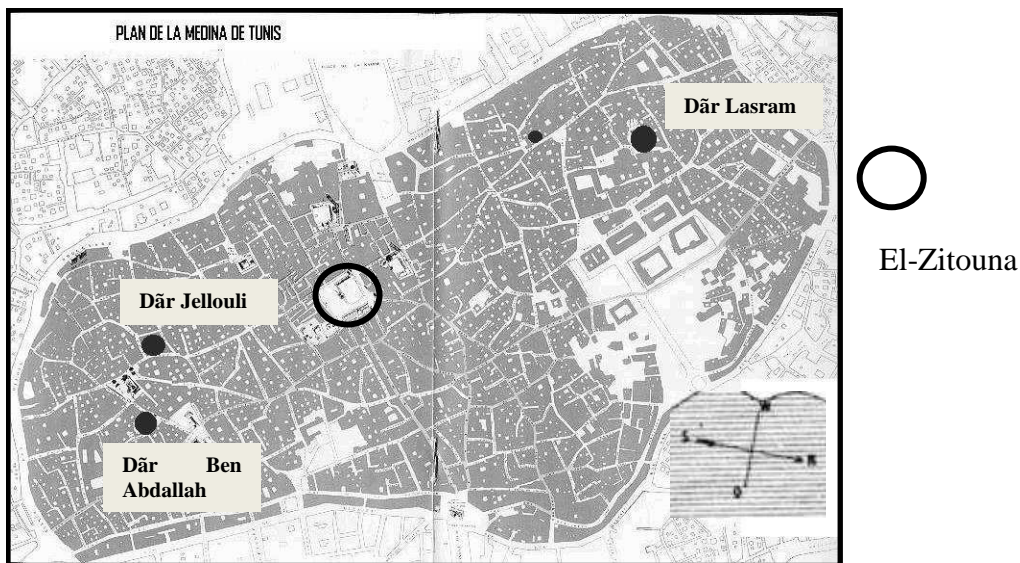 PLAN DE LA MEDINA DE TUNIS
Dãr Lasram
El-Zitouna
Dãr Jellouli
Dãr Ben
Abdallah